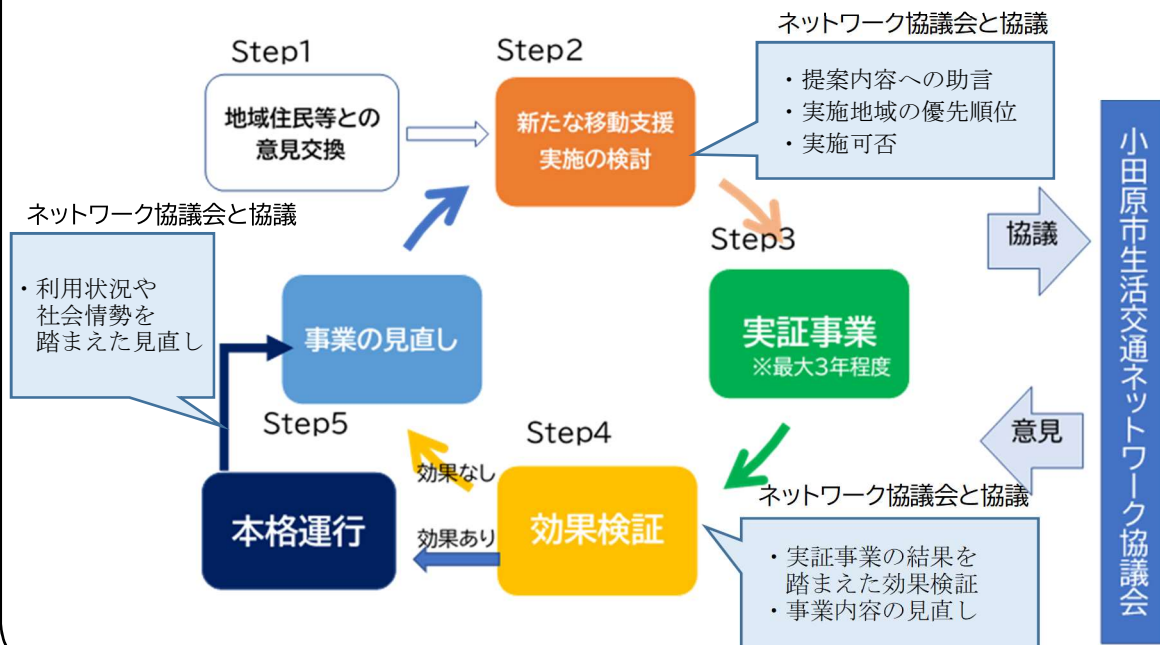 Step1
地域住民等との
意見交換
Step2
新たな移動支援
実施の検討
ネットワーク協議会と協議
・提案内容への助言
・実施地域の優先順位
・実施可否
Step3
実証事業
※最大3年程度
協議
意見
小田原市生活交通ネットワーク協議会
ネットワーク協議会と協議
・利用状況や
社会情勢を
踏まえた見直し
事業の見直し
Step5
本格運行
効果なし
効果あり
Step4
効果検証
ネットワーク協議会と協議
・実証事業の結果を
踏まえた効果検証
・事業内容の見直し